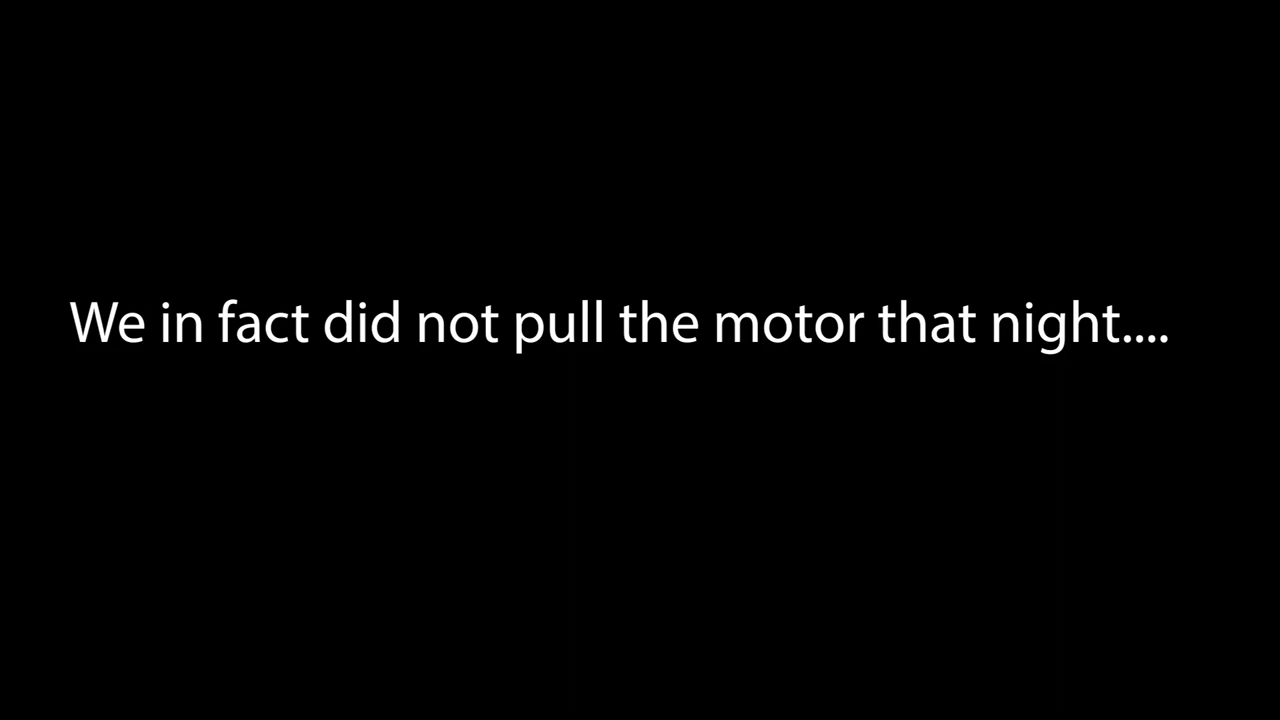 We in fact did not pull the motor that night....